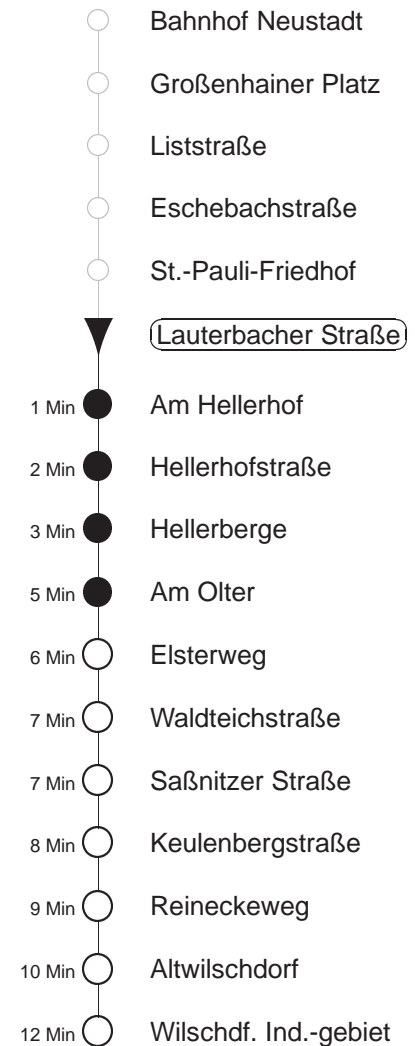 Bahnhof Neustadt
Großenhainer Platz
Liststraße
Eschebachstraße
St.-Pauli-Friedhof
Lauterbacher Straße
1 Min Am Hellerhof
2 Min Hellerhofstraße
3 Min Hellerberge
5 Min Am Olter
6 Min Elsterweg
7 Min Waldteichstraße
7 Min Saßnitzer Straße
8 Min Keulenbergstraße
9 Min Reineckeweg
10 Min Altwilschdorf
12 Min Wilschdf. Ind.-gebiet